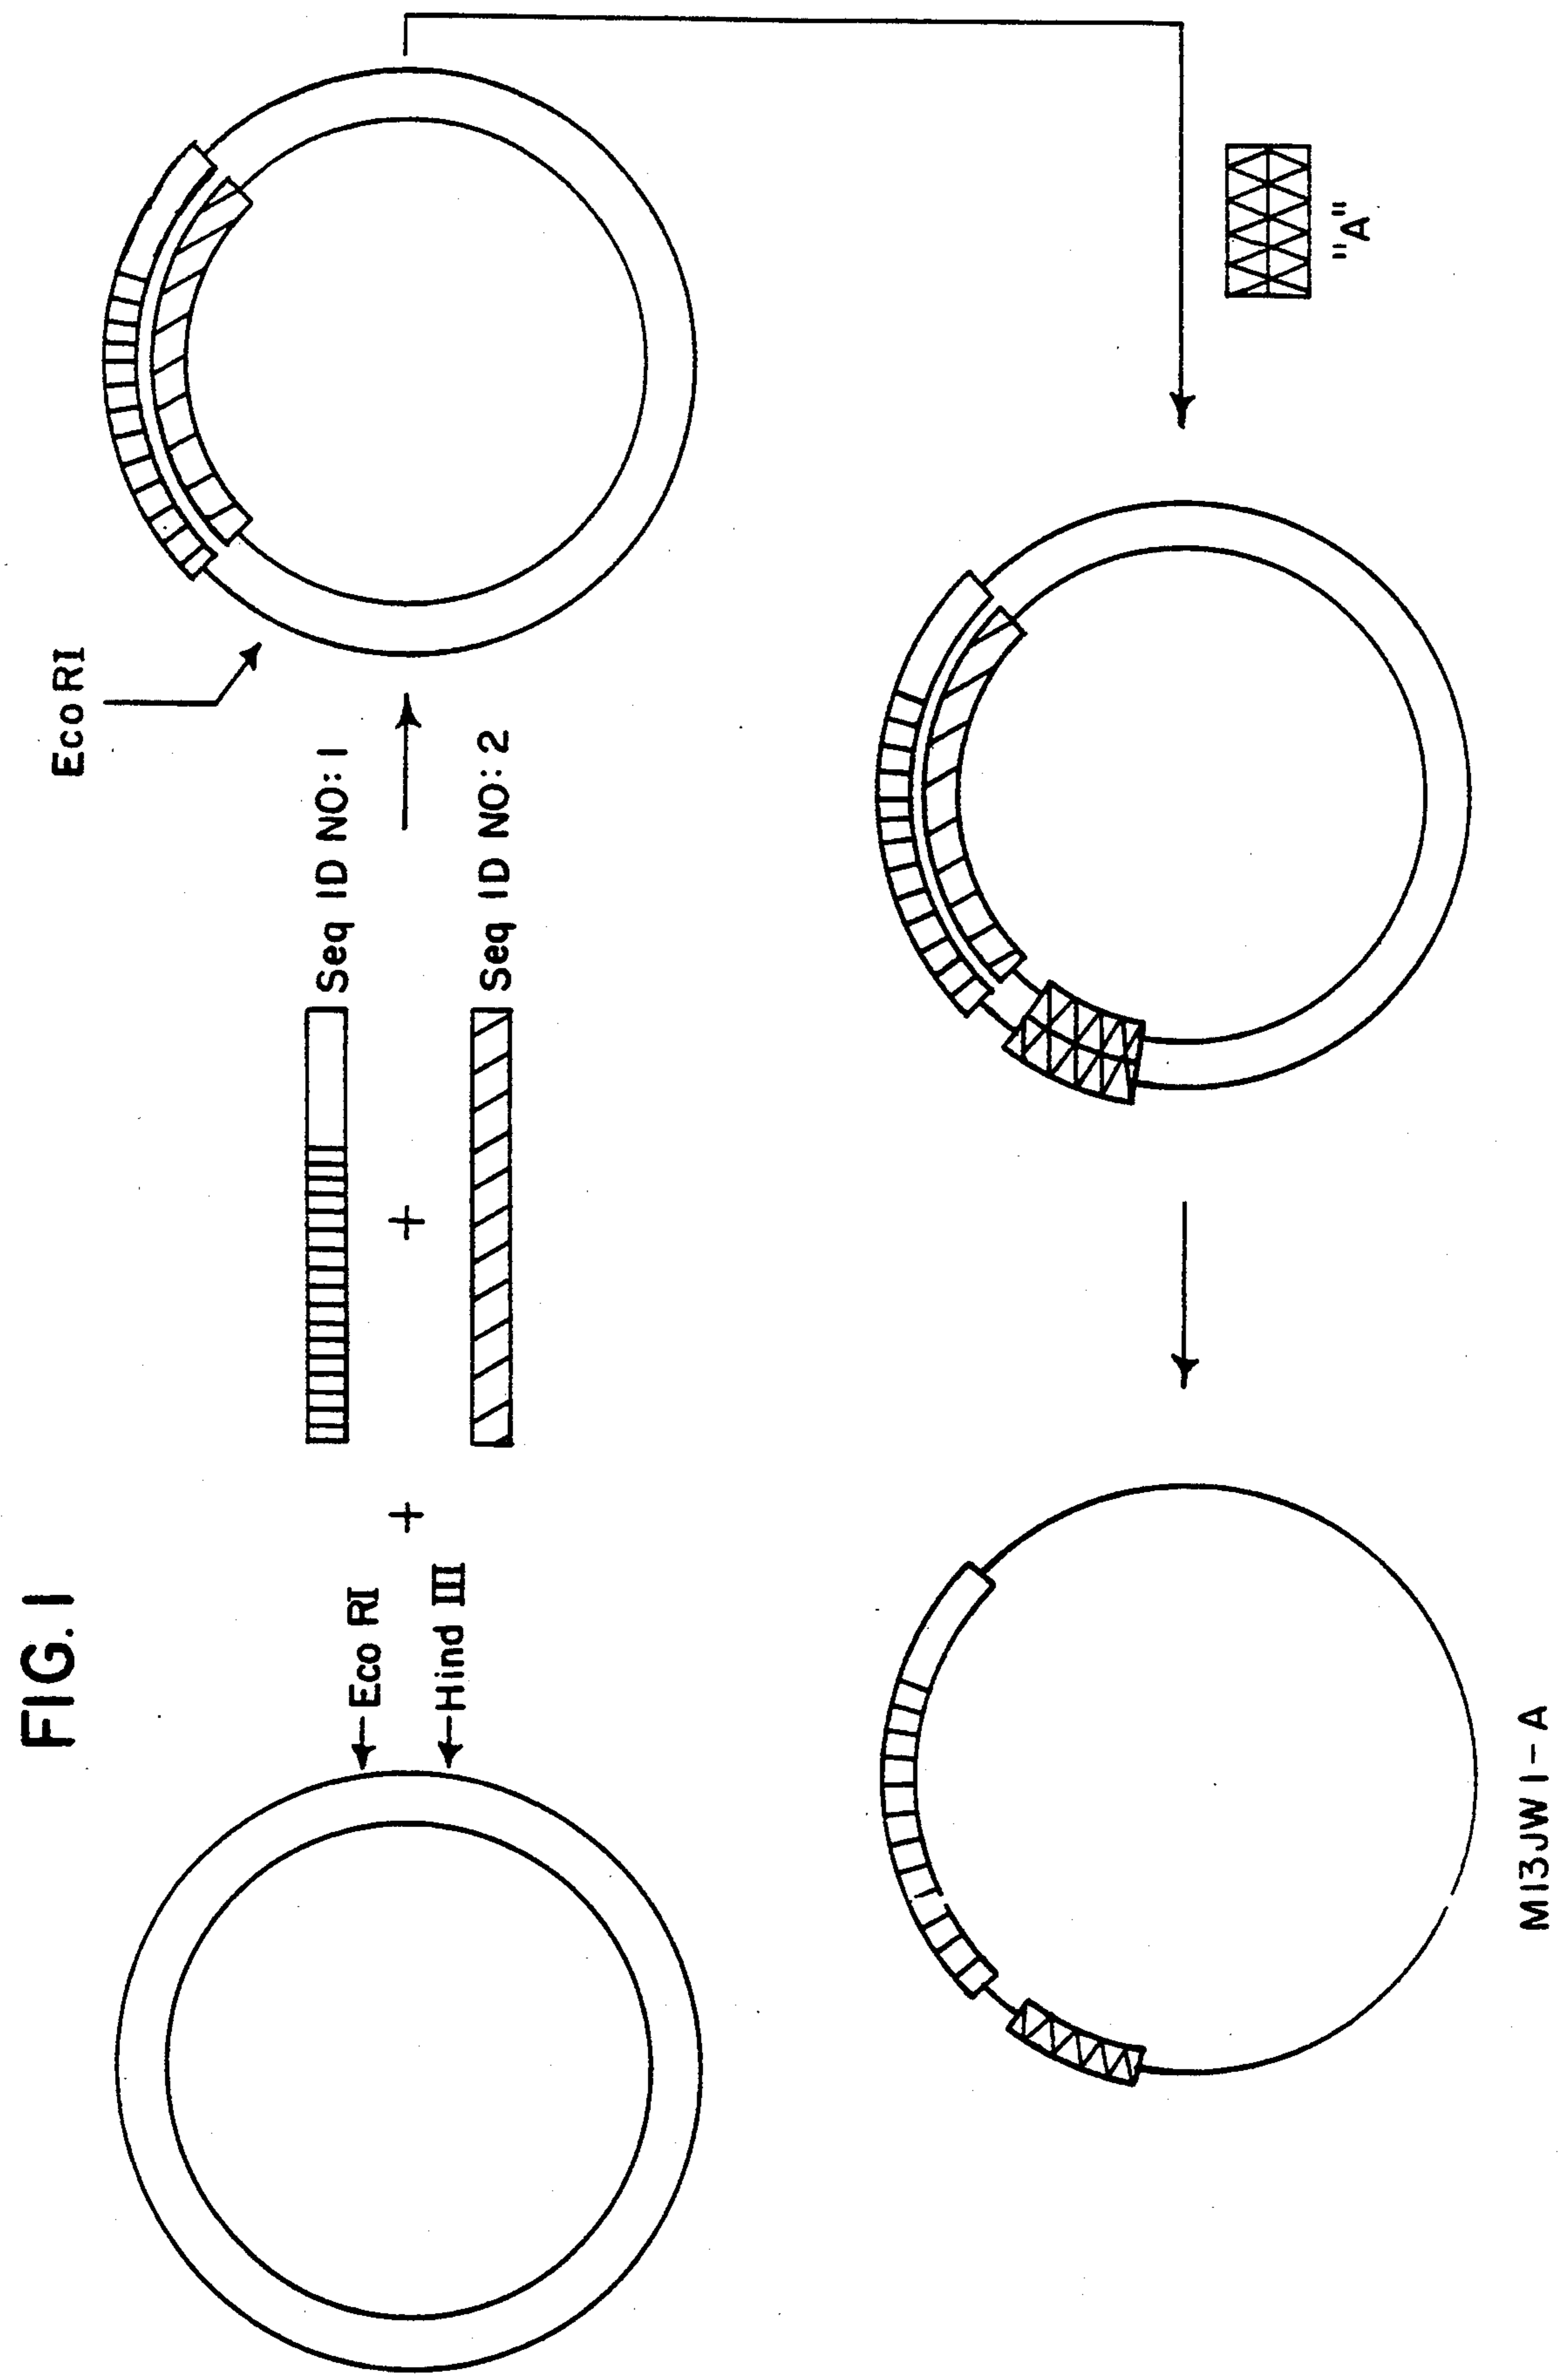 FIG. 1
Eco RI
Hind III
+
+
Seq ID NO: 1
Seq ID NO: 2
Eco RI
"A"
M13JW1-A